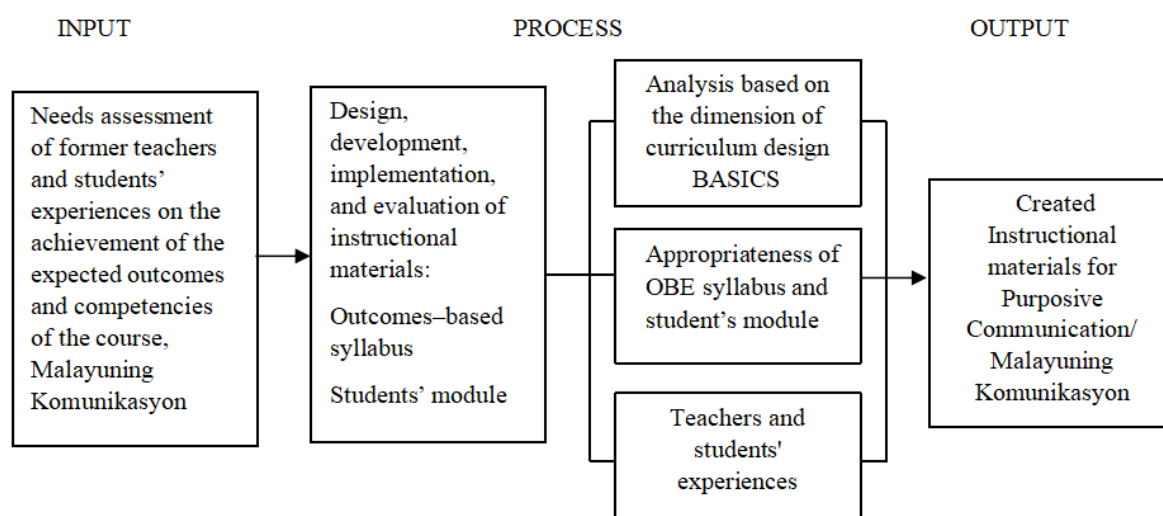 INPUT
PROCESS
OUTPUT
Needs assessment
of former teachers
and students’
experiences on the
achievement of the
expected outcomes
and competencies
of the course,
Malayuning
Komunikasyon
Design,
development,
implementation,
and evaluation of
instructional
materials:
Outcomes–based
syllabus
Students’ module
Analysis based on
the dimension of
curriculum design
BASICS
Appropriateness of
OBE syllabus and
student’s module
Teachers and
students'
experiences
Created
Instructional
materials for
Purposive
Communication/
Malayuning
Komunikasyon